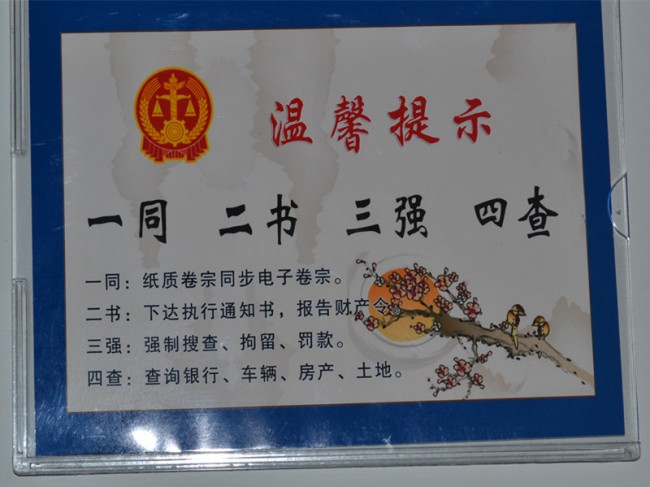 温馨提示
一同 二书 三强 四查
一同：纸质卷宗同步电子卷宗。
二书：下达执行通知书，报告财产令。
三强：强制搜查、拘留、罚款。
四查：查询银行、车辆、房产、土地。